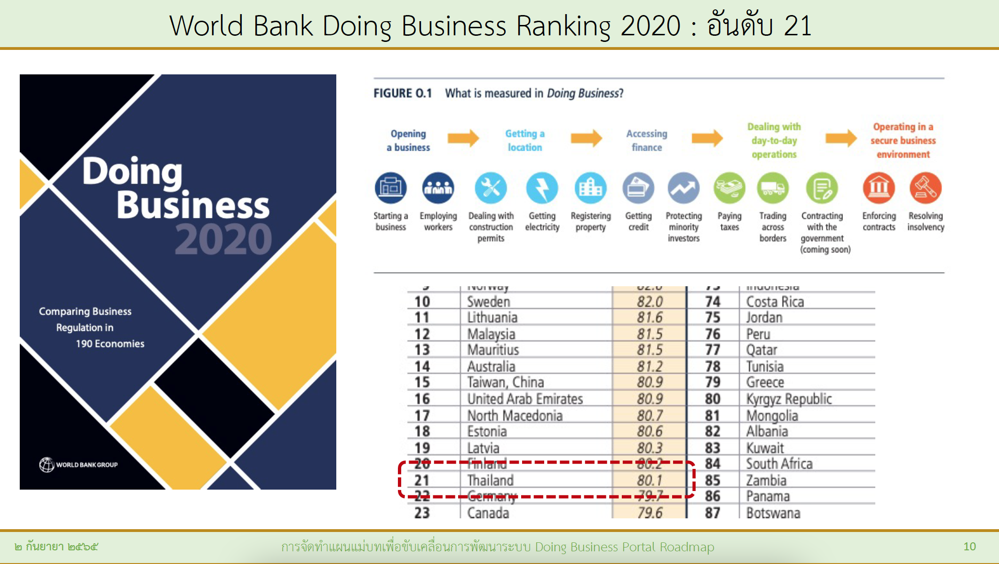 World Bank Doing Business Ranking 2020 : อันดับ 21
Doing
Business
2020
Comparing Business
Regulation in
190 Economies
WORLD BANK GROUP
FIGURE O.1 What is measured in Doing Business?
Opening
a business
Getting a
location
Accessing
finance
Dealing with
day-to-day
operations
Operating in a
secure business
environment
Starting a
business
Employing
workers
Dealing with
construction
permits
Getting
electricity
Registering
property
Getting
credit
Protecting
minority
investors
Paying
taxes
Trading
across
borders
Contracting
with the
government
(coming soon)
Enforcing
contracts
Resolving
insolvency
9 Norway 82.6 73 Indonesia
10 Sweden 82.0 74 Costa Rica
11 Lithuania 81.6 75 Jordan
12 Malaysia 81.5 76 Peru
13 Mauritius 81.5 77 Qatar
14 Australia 81.2 78 Tunisia
15 Taiwan, China 80.9 79 Greece
16 United Arab Emirates 80.9 80 Kyrgyz Republic
17 North Macedonia 80.7 81 Mongolia
18 Estonia 80.6 82 Albania
19 Latvia 80.3 83 Kuwait
20 Finland 80.2 84 South Africa
21 Thailand 80.1 85 Zambia
22 Germany 79.7 86 Panama
23 Canada 79.6 87 Botswana
๒ กันยายา ๒๕๖๕
การจัดทำแผนแม่บทเพื่อขับเคลื่อนการพัฒนาระบบ Doing Business Portal Roadmap
10